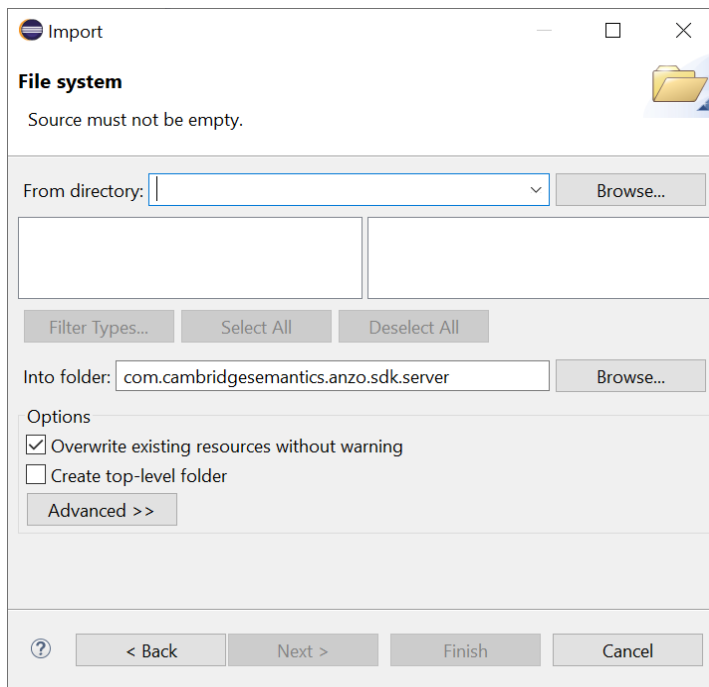 Import
File system
Source must not be empty.
From directory:
Browse...
Filter Types...
Select All
Deselect All
Into folder: com.cambridgesemantics.anzo.sdk.server
Browse...
Options
Overwrite existing resources without warning
Create top-level folder
Advanced >>
? < Back Next > Finish Cancel